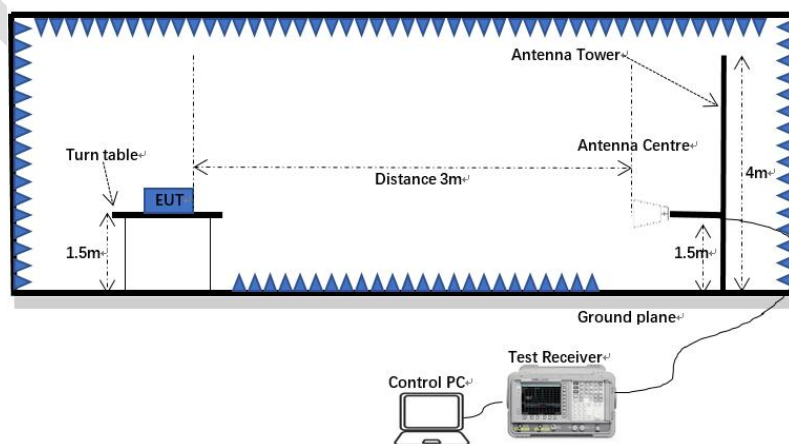 Antenna Tower
Antenna Centre
Turn table
Distance 3m
4m
EUT
1.5m
1.5m
Ground plane
Test Receiver
Control PC